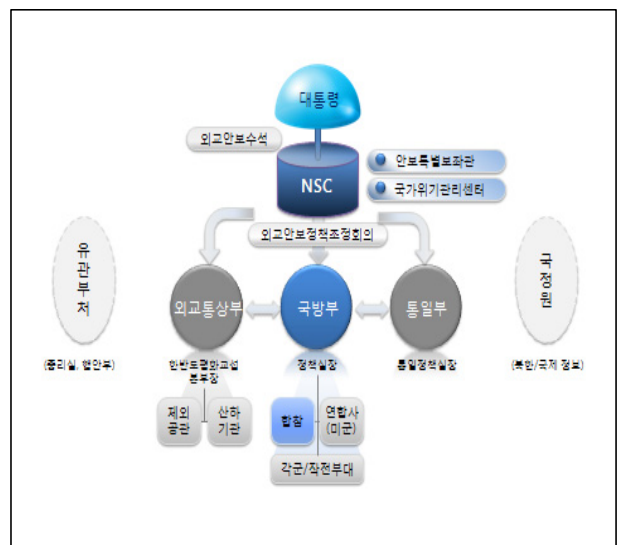 대통령
외교안보수석
안보특별보좌관
NSC
국가위기관리센터
외교안보정책조정회의
유
관
부
처
국
정
원
외교통상부
국방부
통일부
(총리실, 행안부)
한반도평화교섭
본부장
정책실장
통일정책실장
(북한/국제 정보)
제외
공관
산하
기관
합참
연합사
(미군)
각군/작전부대